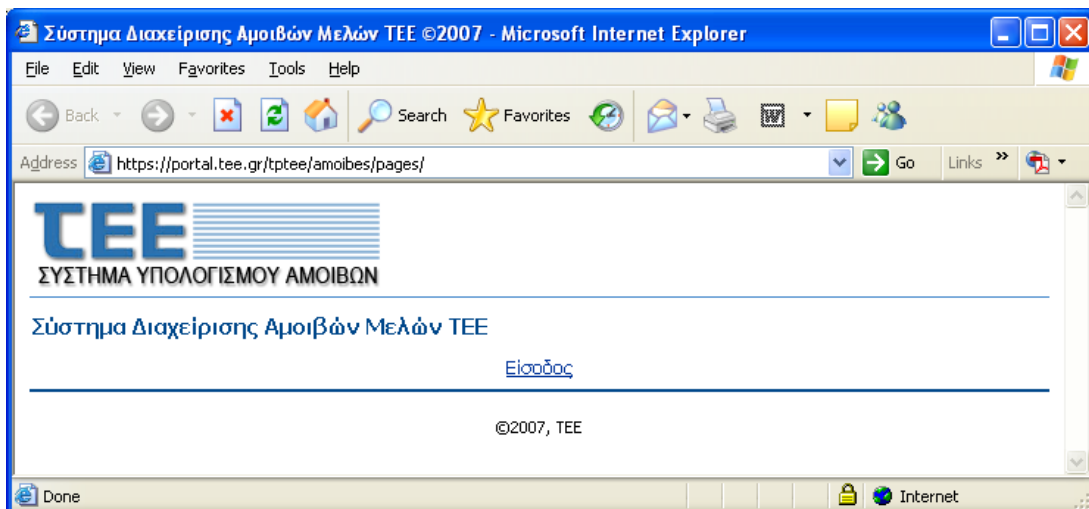 Σύστημα Διαχείρισης Αμοιβών Μελών ΤΕΕ ©2007 - Microsoft Internet Explorer
File Edit View Favorites Tools Help
Back Search Favorites
Address https://portal.tee.gr/tptee/amoibes/pages/ Go Links »
ΤΕΕ
ΣΥΣΤΗΜΑ ΥΠΟΛΟΓΙΣΜΟΥ ΑΜΟΙΒΩΝ
Σύστημα Διαχείρισης Αμοιβών Μελών ΤΕΕ
Είσοδος
©2007, ΤΕΕ
Done Internet